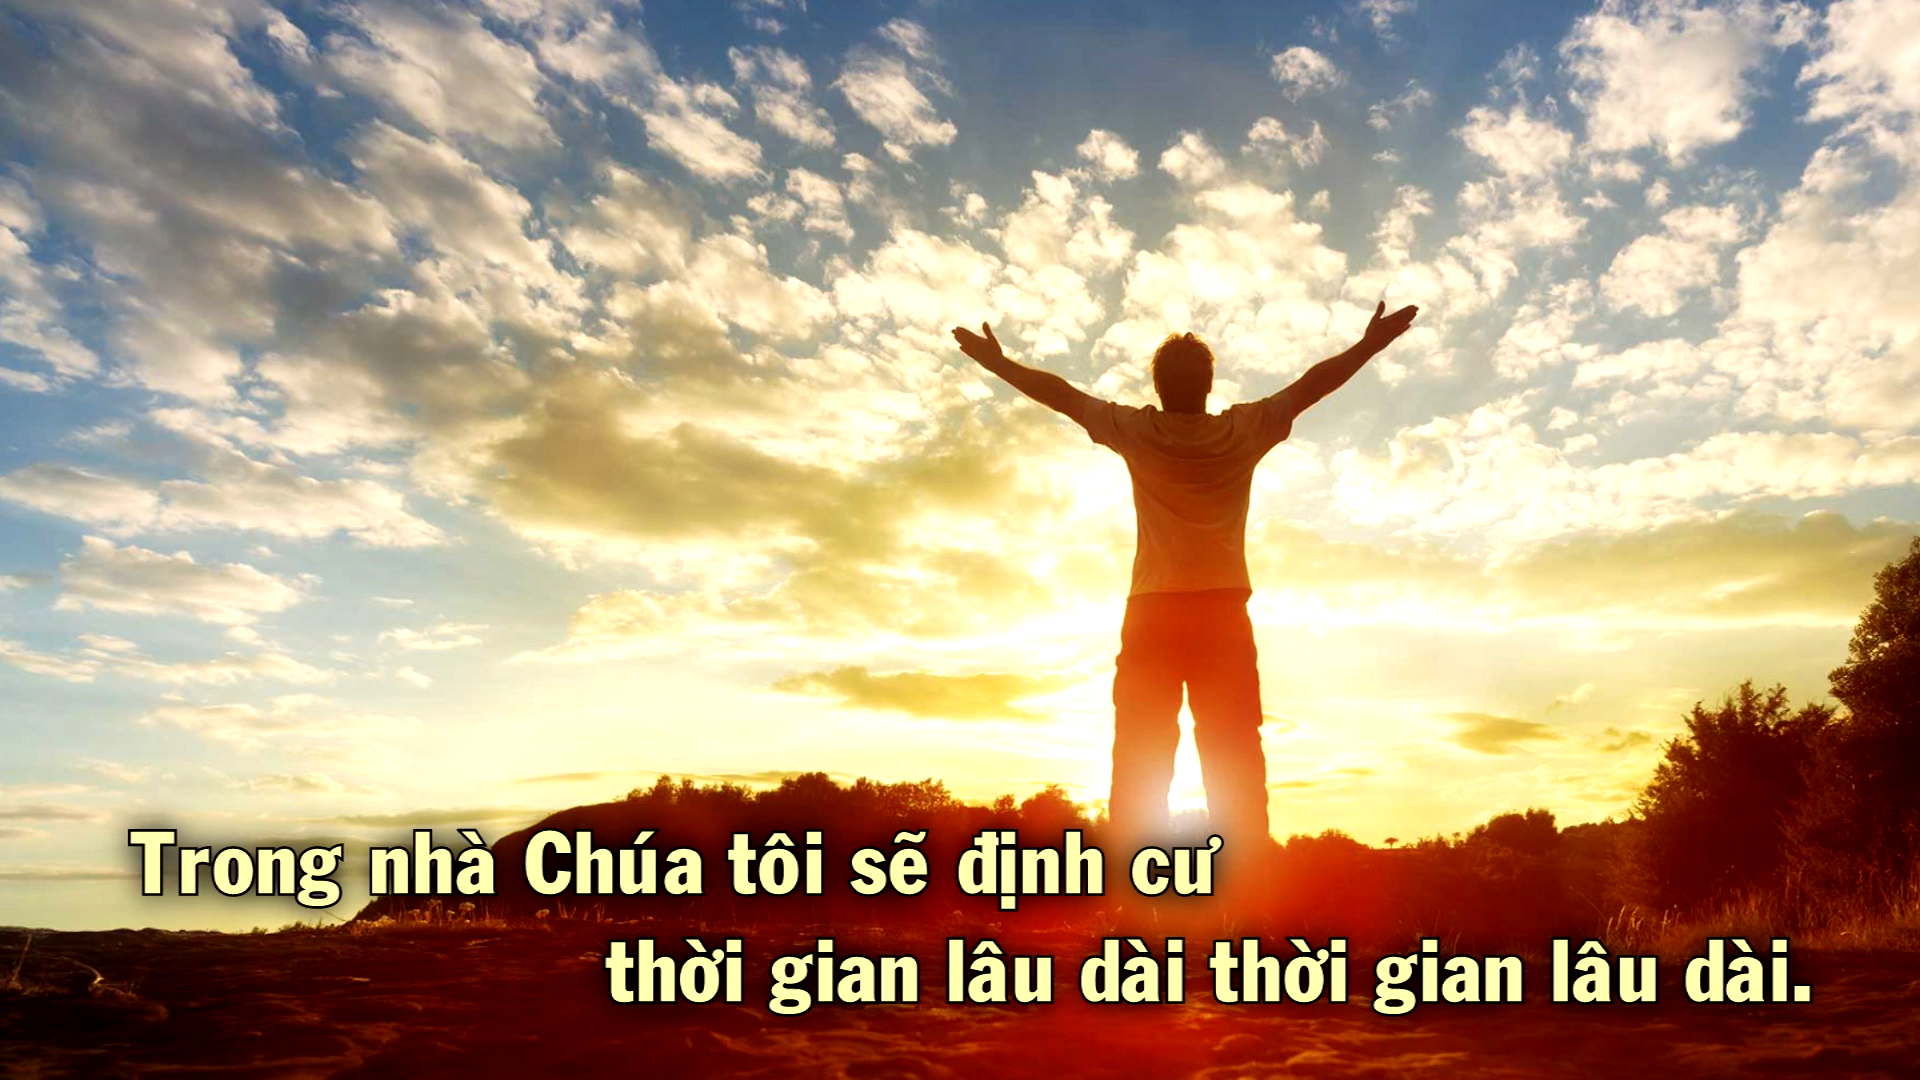 Trong nhà Chúa tôi sẽ định cư
thời gian lâu dài thời gian lâu dài.